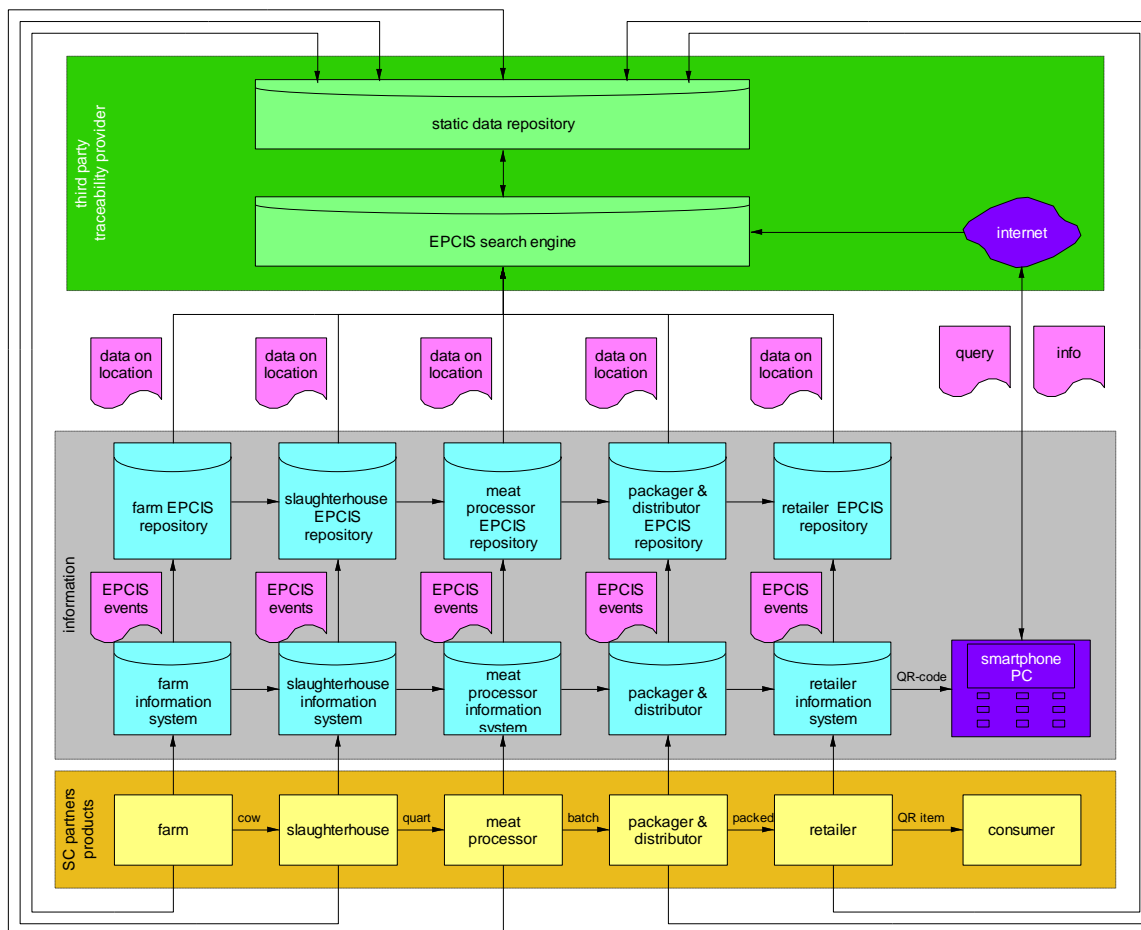 third party
traceability provider
static data repository
EPCIS search engine
internet
data on
location
data on
location
data on
location
data on
location
data on
location
query
info
information
farm EPCIS
repository
slaughterhouse
EPCIS
repository
meat
processor
EPCIS
repository
packager &
distributor
EPCIS
repository
retailer EPCIS
repository
EPCIS
events
EPCIS
events
EPCIS
events
EPCIS
events
EPCIS
events
farm
information
system
slaughterhouse
information
system
meat
processor
information
system
packager &
distributor
retailer
information
system
QR-code
smartphone
PC
SC partners
products
farm
cow
slaughterhouse
quart
meat
processor
batch
packager &
distributor
packed
retailer
QR item
consumer